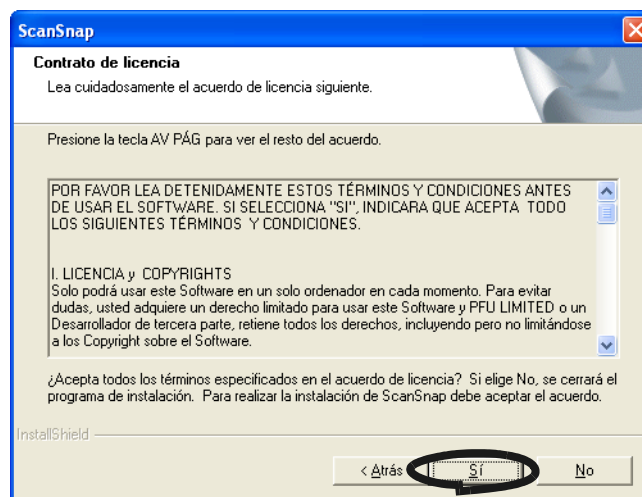 ScanSnap
Contrato de licencia
Lea cuidadosamente el acuerdo de licencia siguiente.
Presione la tecla AV PÁG para ver el resto del acuerdo.
POR FAVOR LEA DETENIDAMENTE ESTOS TÉRMINOS Y CONDICIONES ANTES
DE USAR EL SOFTWARE. SI SELECCIONA "SI", INDICARA QUE ACEPTA TODO
LOS SIGUIENTES TÉRMINOS Y CONDICIONES.
I. LICENCIA y COPYRIGHTS
Solo podrá usar este Software en un solo ordenador en cada momento. Para evitar
dudas, usted adquiere un derecho limitado para usar este Software y PFU LIMITED o un
Desarrollador de tercera parte, retiene todos los derechos, incluyendo pero no limitándose
a los Copyright sobre el Software.
¿Acepta todos los términos especificados en el acuerdo de licencia? Si elige No, se cerrará el
programa de instalación. Para realizar la instalación de ScanSnap debe aceptar el acuerdo.
InstallShield
< Atrás Sí No